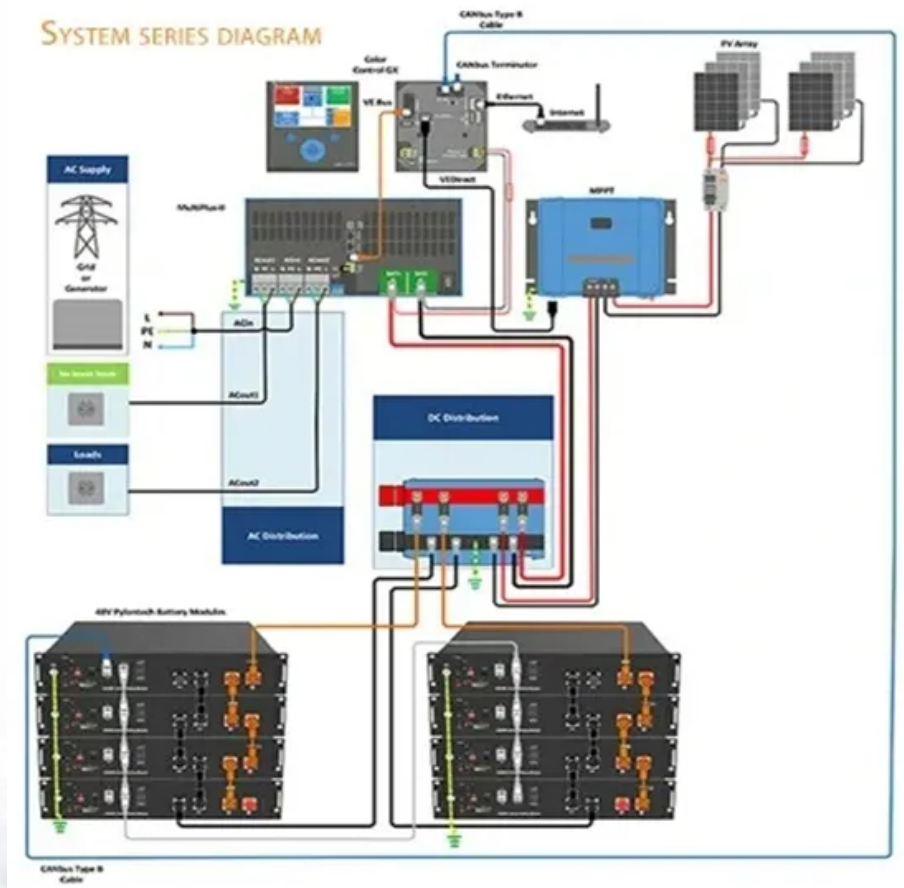 SYSTEM SERIES DIAGRAM
CANbus Type B
Cable
PV Array
Color
Control GX
CANbus Terminator
VE Bus
Ethernet
Internet
AC Supply
VEDirect
MPPT
MultiPlus-II
Grid
or
Generator
L
PE
N
ACin
ACout1
DC Distribution
Loads
ACout2
AC Distribution
48V Pylontech Battery Modules
CANbus Type B
Cable